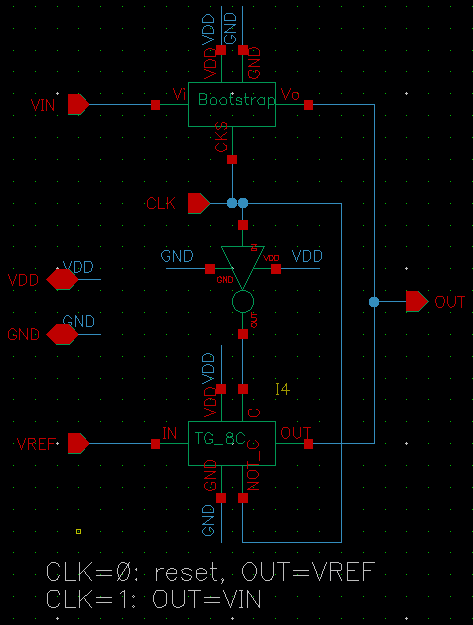 VDD
GND
VDD
GND
VIN
Vi
Bootstrap
Vo
CKS
CLK
GND
VDD
IN
GND
VDD
VDD
VDD
GND
GND
OUT
OUT
VDD
VDD
C
I4
VREF
IN
TG_8C
OUT
GND
NOT_C
GND
CLK=0: reset, OUT=VREF
CLK=1: OUT=VIN